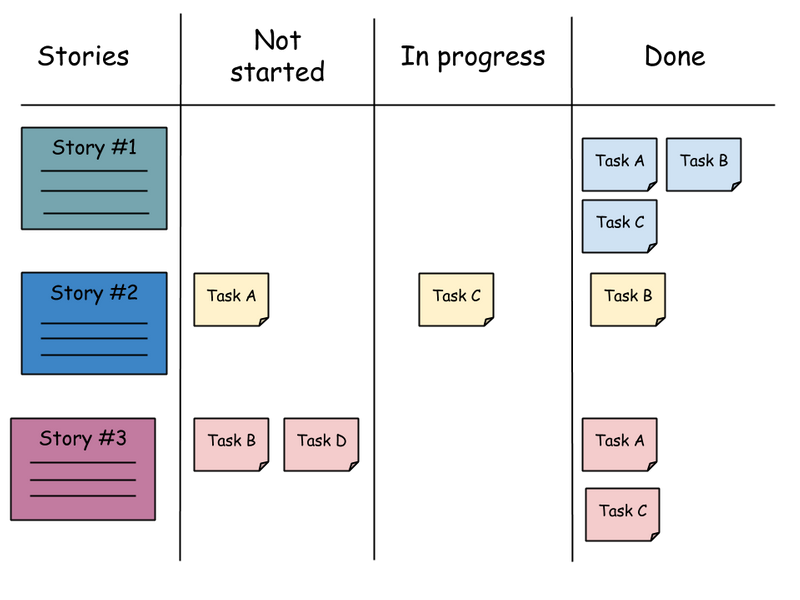 Stories
Not
started
In progress
Done
Story #1
Task A
Task B
Task C
Story #2
Task A
Task C
Task B
Story #3
Task B
Task D
Task A
Task C